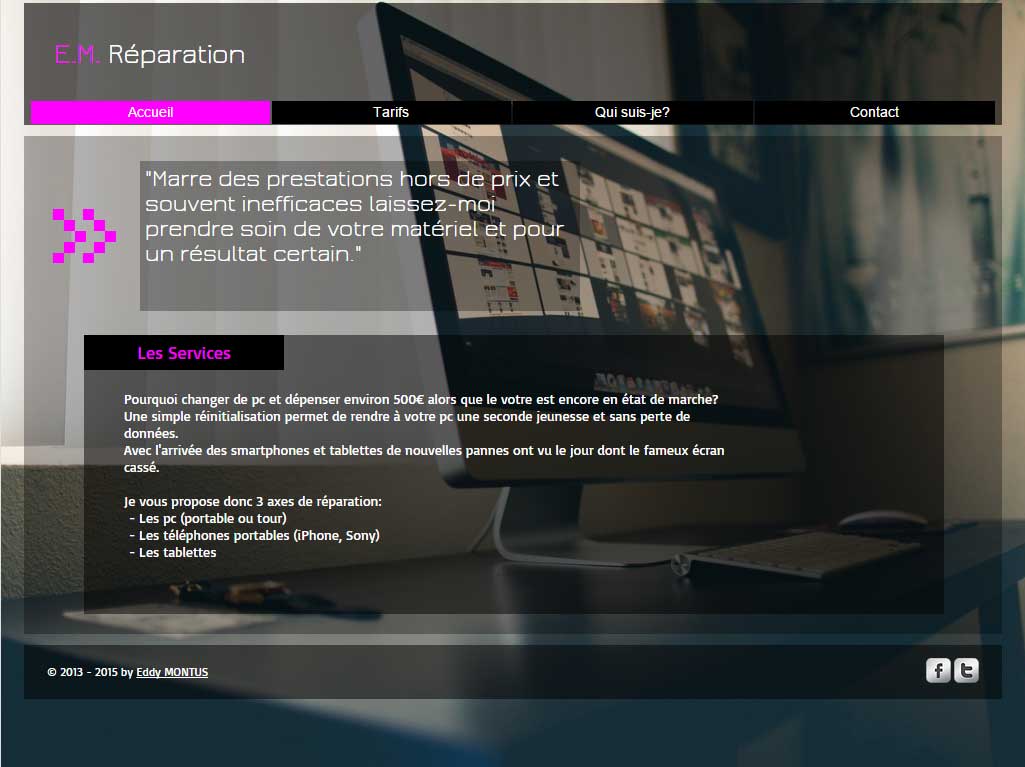 E.M. Réparation
Accueil Tarifs Qui suis-je? Contact
"Marre des prestations hors de prix et
souvent inefficaces laissez-moi
prendre soin de votre matériel et pour
un résultat certain."
Les Services
Pourquoi changer de pc et dépenser environ 500€ alors que le votre est encore en état de marche?
Une simple réinitialisation permet de rendre à votre pc une seconde jeunesse et sans perte de
données.
Avec l'arrivée des smartphones et tablettes de nouvelles pannes ont vu le jour dont le fameux écran
cassé.
Je vous propose donc 3 axes de réparation:
- Les pc (portable ou tour)
- Les téléphones portables (iPhone, Sony)
- Les tablettes
© 2013 - 2015 by Eddy MONTUS